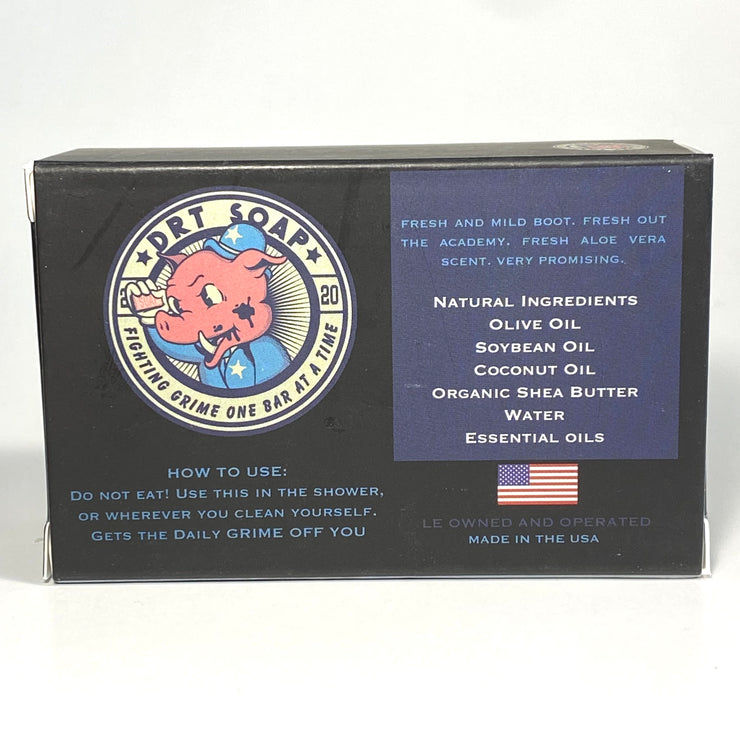 DRT SOAP
20
FIGHTING GRIME ONE BAR AT A TIME
HOW TO USE:
DO NOT EAT! USE THIS IN THE SHOWER,
OR WHEREVER YOU CLEAN YOURSELF.
GETS THE DAILY GRIME OFF YOU
FRESH AND MILD BOOT. FRESH OUT
THE ACADEMY. FRESH ALOE VERA
SCENT. VERY PROMISING.
NATURAL INGREDIENTS
OLIVE OIL
SOYBEAN OIL
COCONUT OIL
ORGANIC SHEA BUTTER
WATER
ESSENTIAL OILS
LE OWNED AND OPERATED
MADE IN THE USA